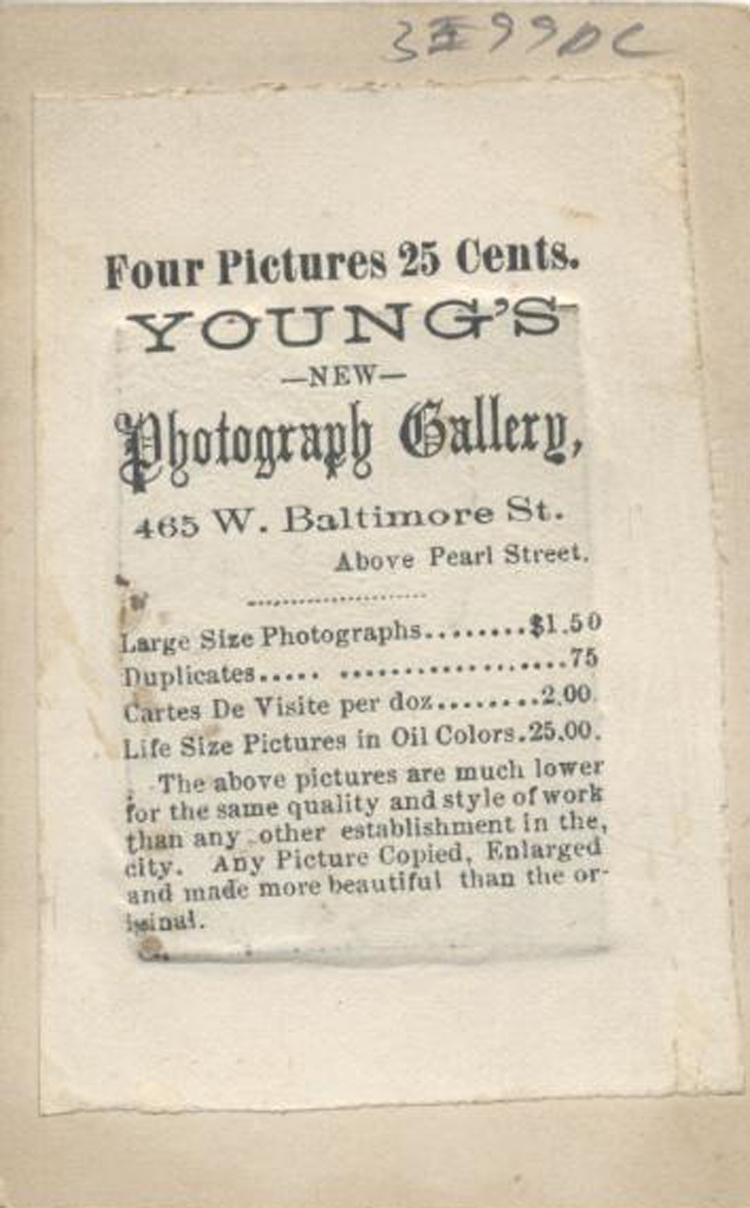 Four Pictures 25 Cents.
YOUNG'S
—NEW—
Photograph Gallery,
465 W. Baltimore St.
Above Pearl Street.
Large Size Photographs........$1.50
Duplicates..... ..................75
Cartes De Visite per doz........2.00
Life Size Pictures in Oil Colors.25.00.
The above pictures are much lower
for the same quality and style of work
than any other establishment in the,
city. Any Picture Copied, Enlarged
and made more beautiful than the or-
iginal.